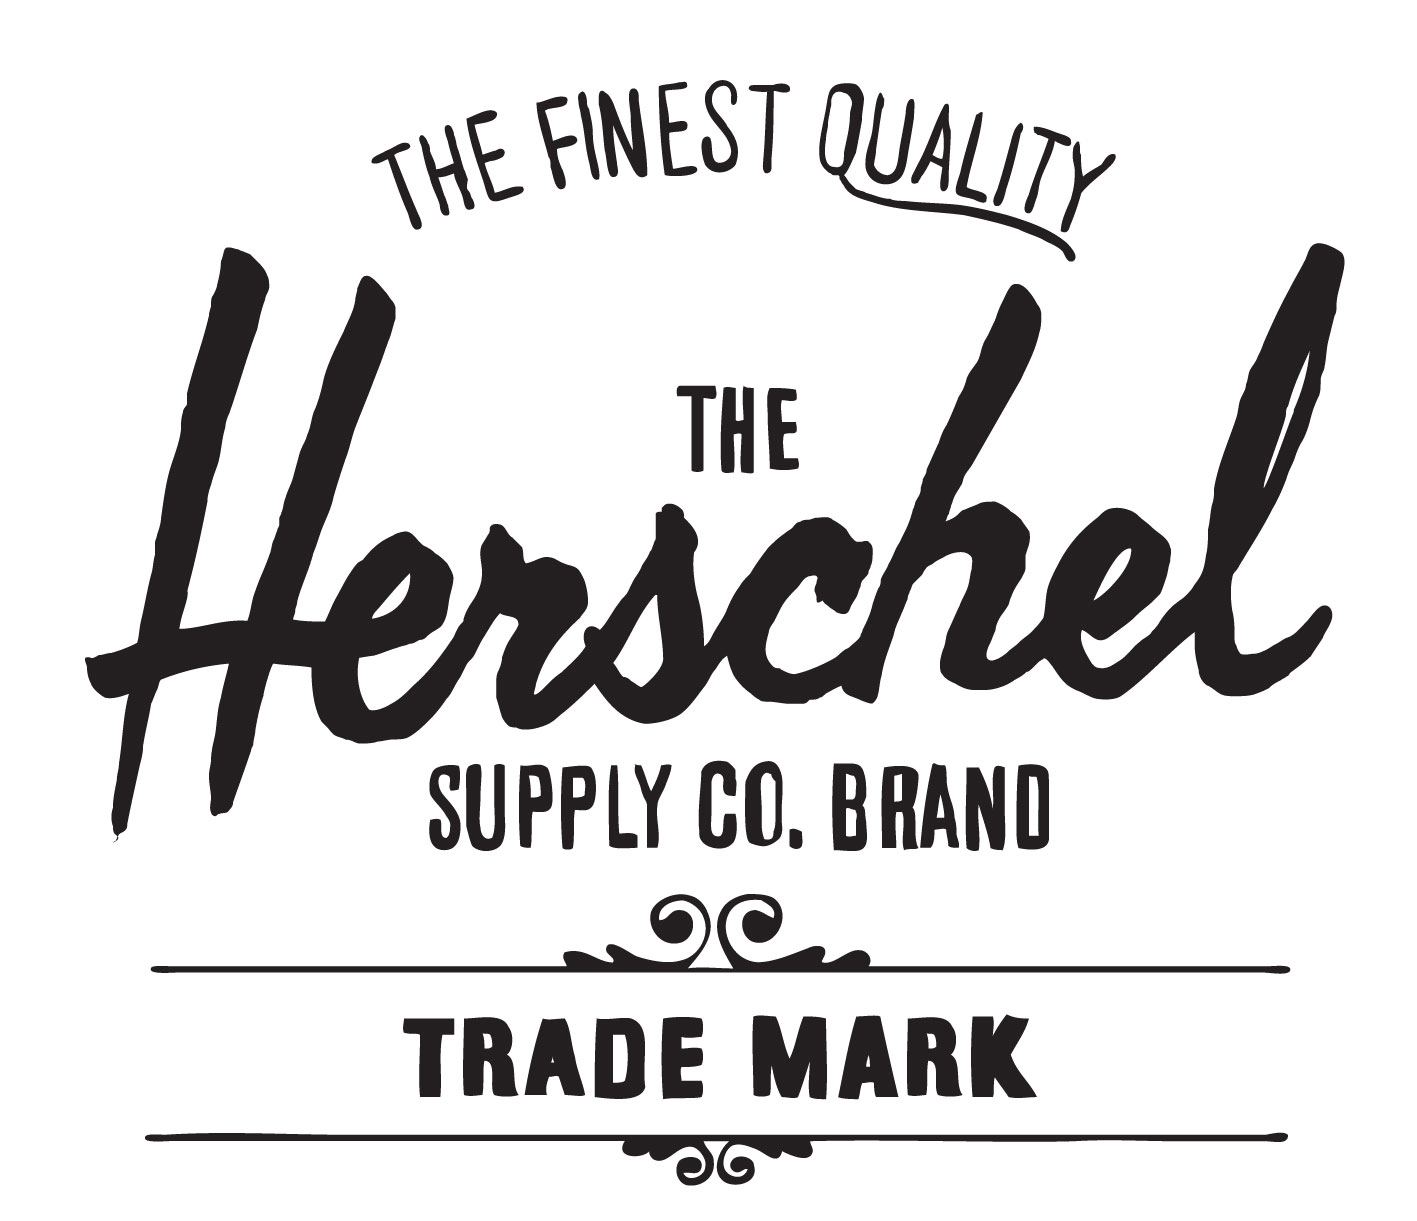 THE FINEST QUALITY
THE
Herschel
SUPPLY CO. BRAND
TRADE MARK